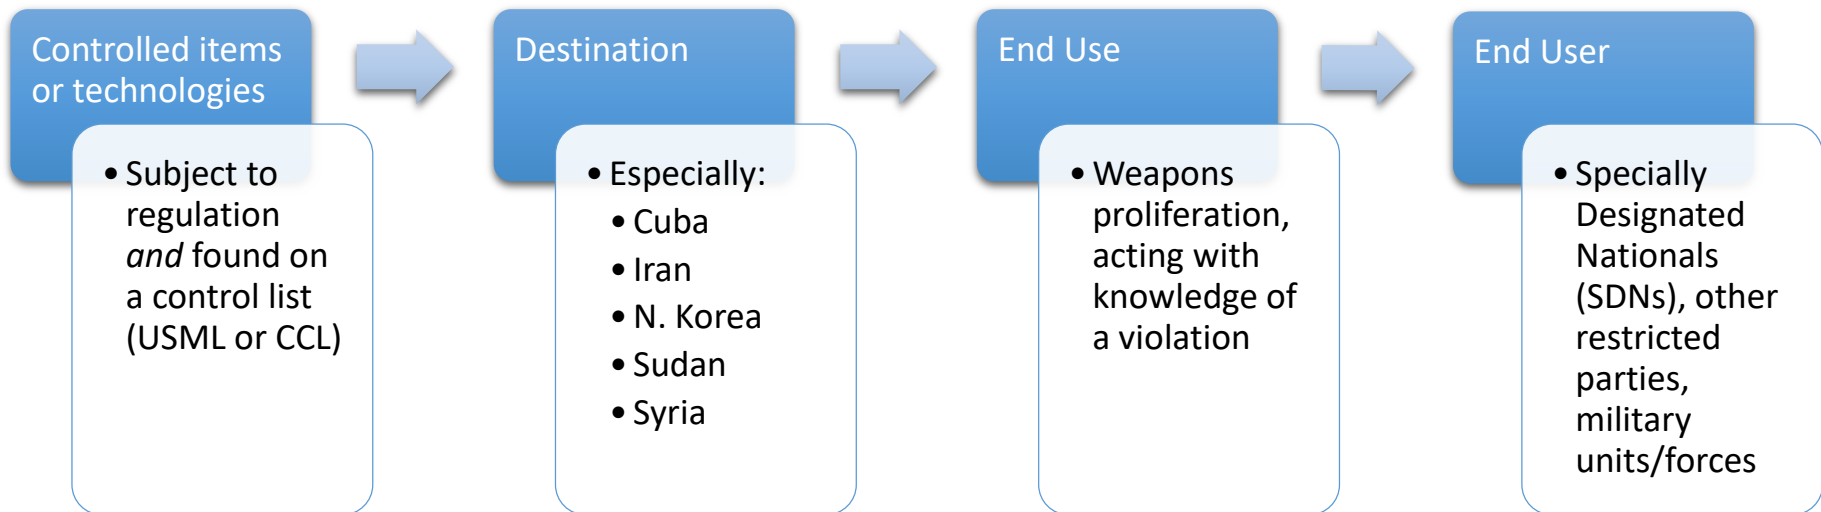 Controlled items
or technologies
• Subject to
regulation
and found on
a control list
(USML or CCL)
Destination
• Especially:
• Cuba
• Iran
• N. Korea
• Sudan
• Syria
End Use
• Weapons
proliferation,
acting with
knowledge of
a violation
End User
• Specially
Designated
Nationals
(SDNs), other
restricted
parties,
military
units/forces